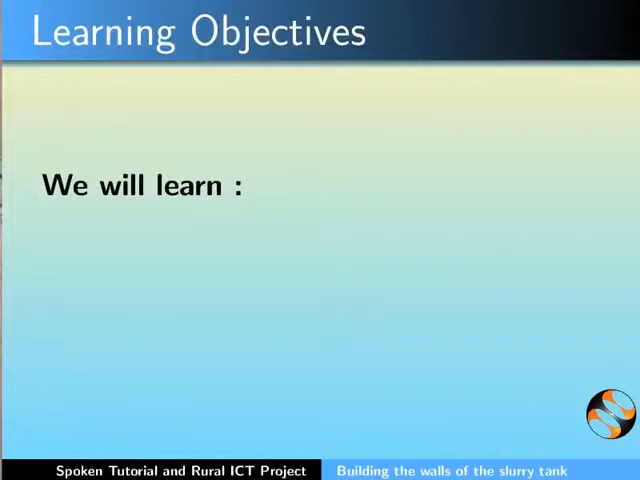 Learning Objectives
We will learn :
Spoken Tutorial and Rural ICT Project
Building the walls of the slurry tank